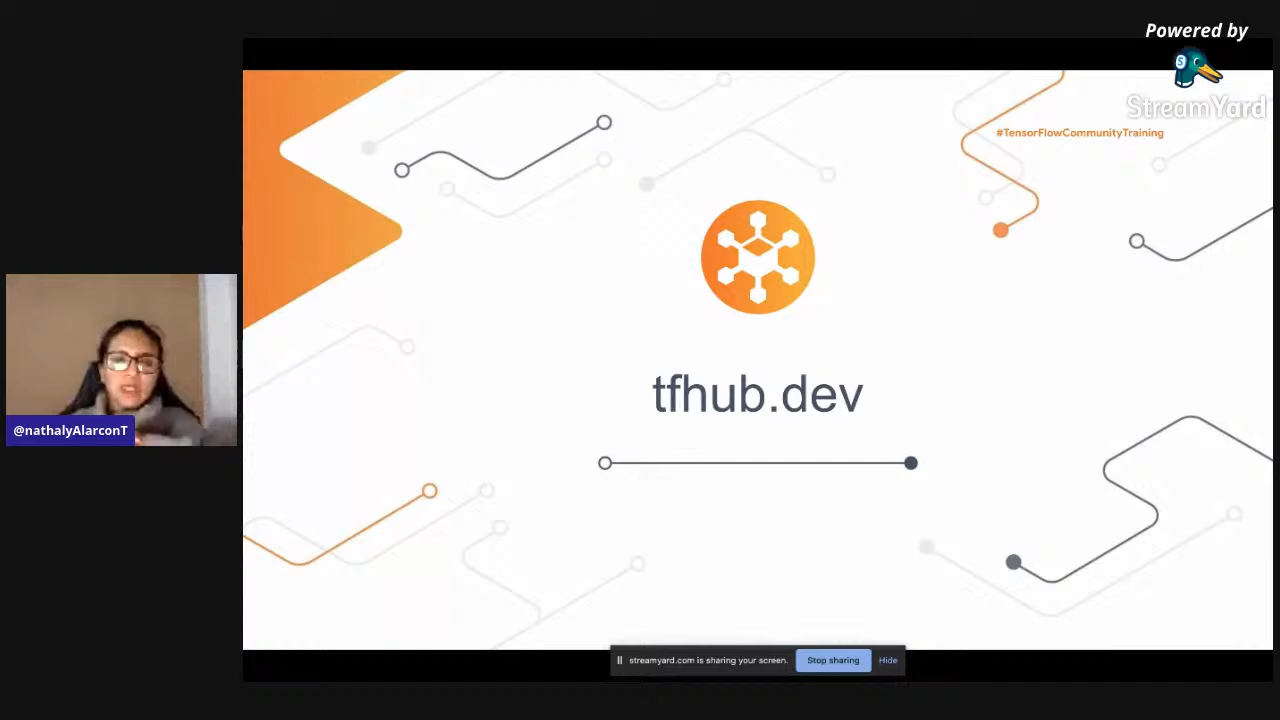 Powered by
StreamYard
#TensorFlowCommunityTraining
tfhub.dev
@nathalyAlarconT
streamyard.com is sharing your screen.
Stop sharing
Hide